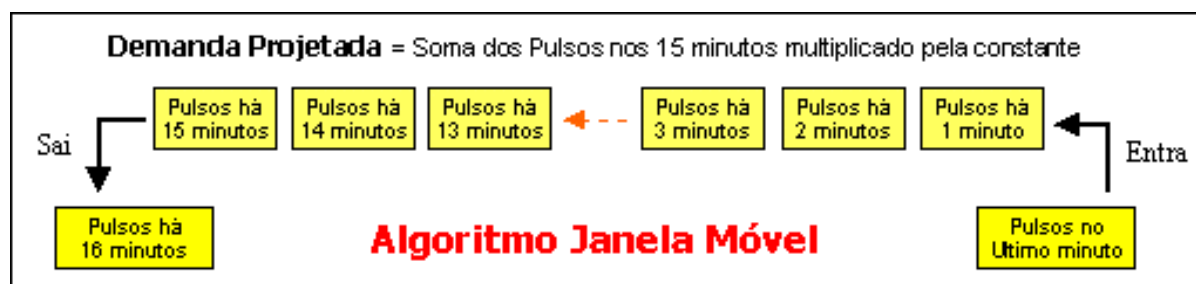 Demanda Projetada = Soma dos Pulsos nos 15 minutos multiplicado pela constante
Pulsos há
15 minutos
Pulsos há
14 minutos
Pulsos há
13 minutos
Pulsos há
3 minutos
Pulsos há
2 minutos
Pulsos há
1 minuto
Sai
Entra
Pulsos há
16 minutos
Algoritmo Janela Móvel
Pulsos no
Ultimo minuto